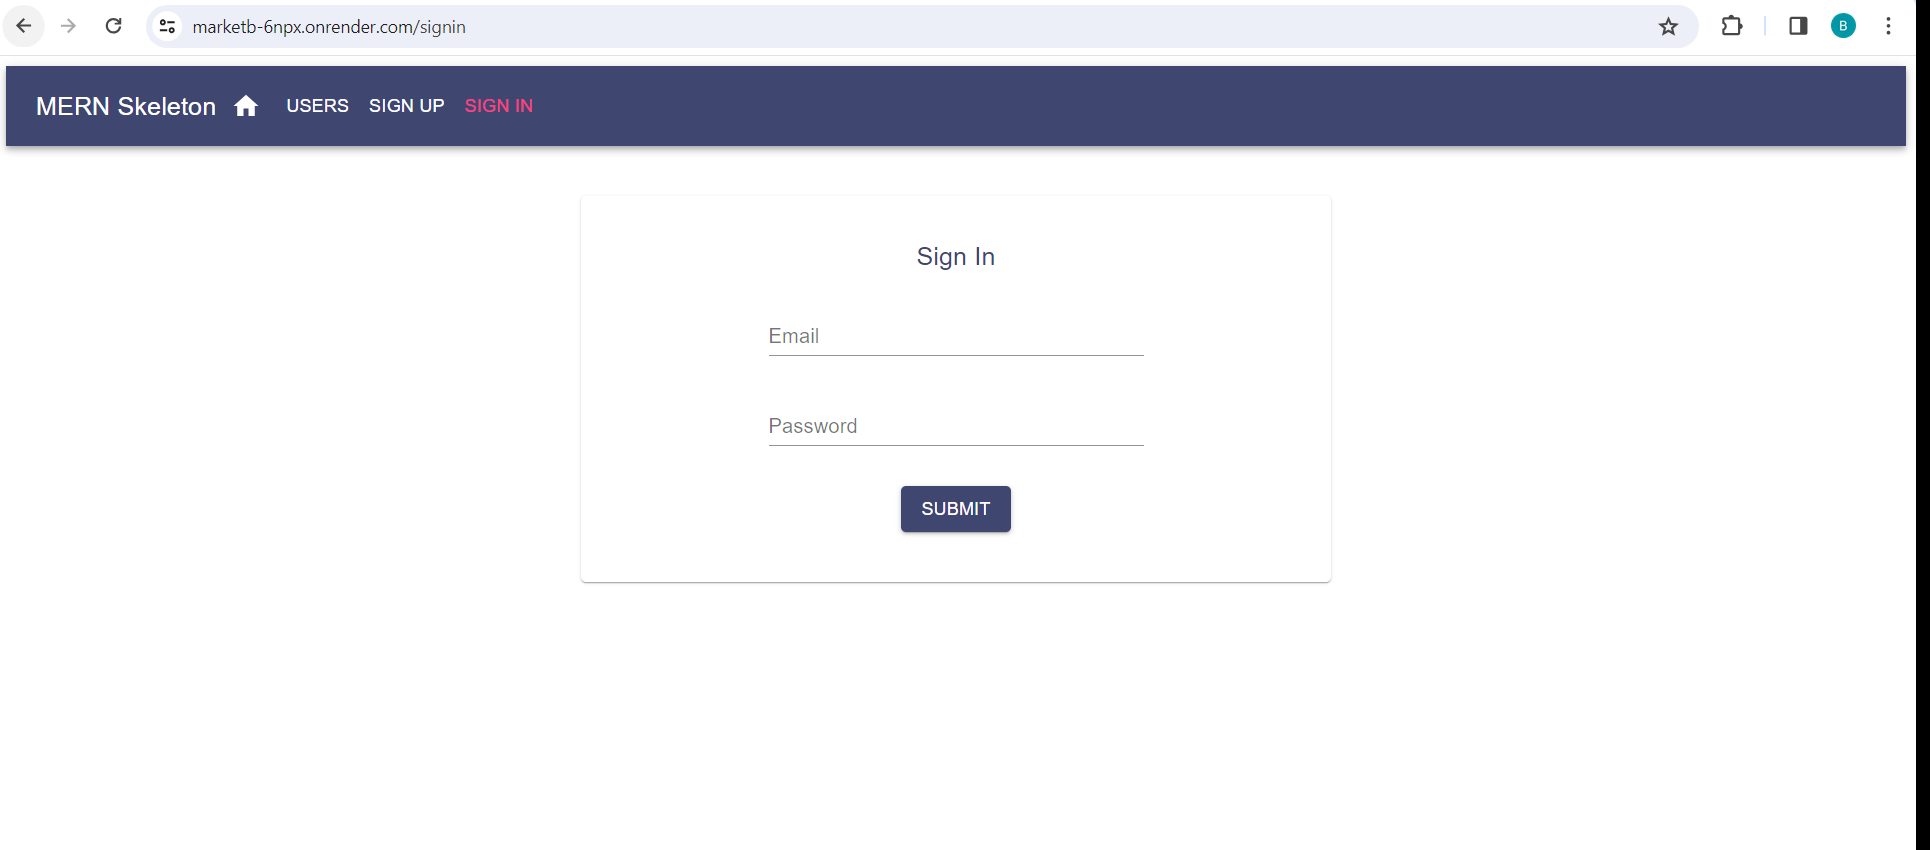 marketb-6npx.onrender.com/signin
B
MERN Skeleton USERS SIGN UP SIGN IN
Sign In
Email
Password
SUBMIT